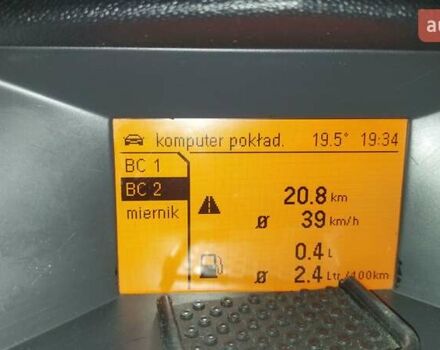 au
komputer pokład. 19.5° 19:34
BC 1
BC 2
miernik
20.8 km
Ø 39 km/h
0.4 L
Ø 2.4 Ltr./100km